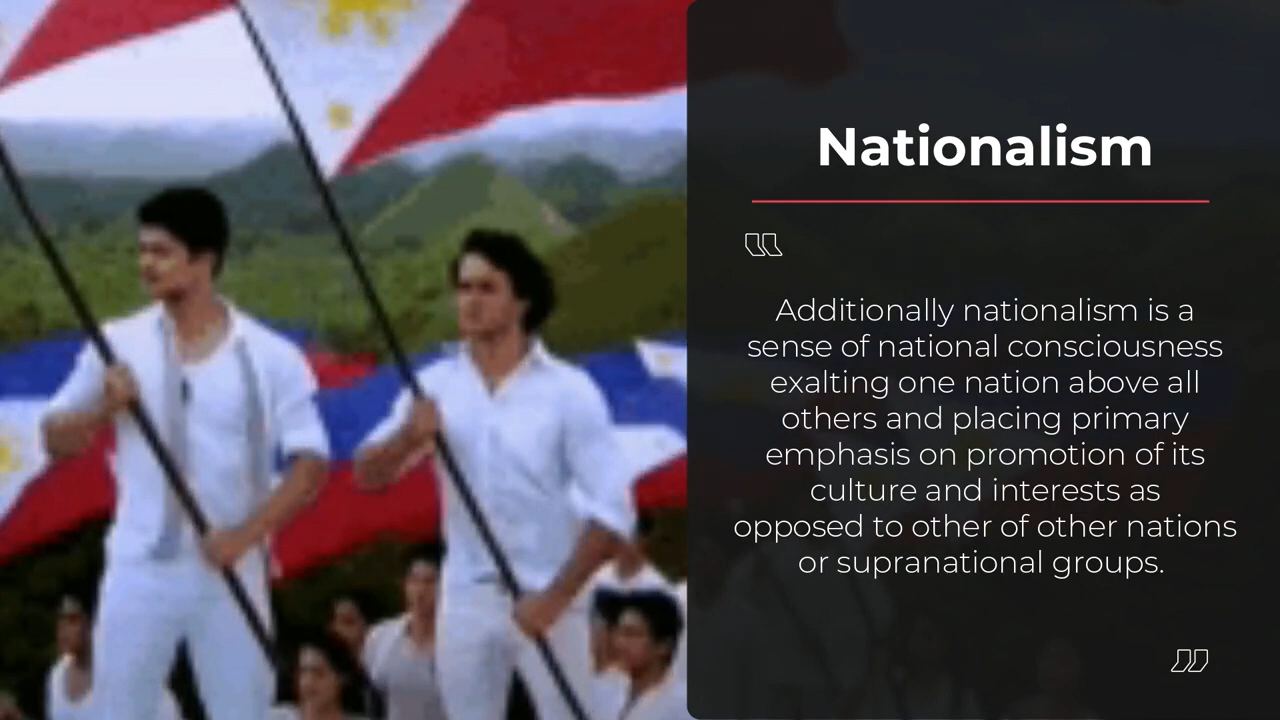 Nationalism
Additionally nationalism is a
sense of national consciousness
exalting one nation above all
others and placing primary
emphasis on promotion of its
culture and interests as
opposed to other of other nations
or supranational groups.